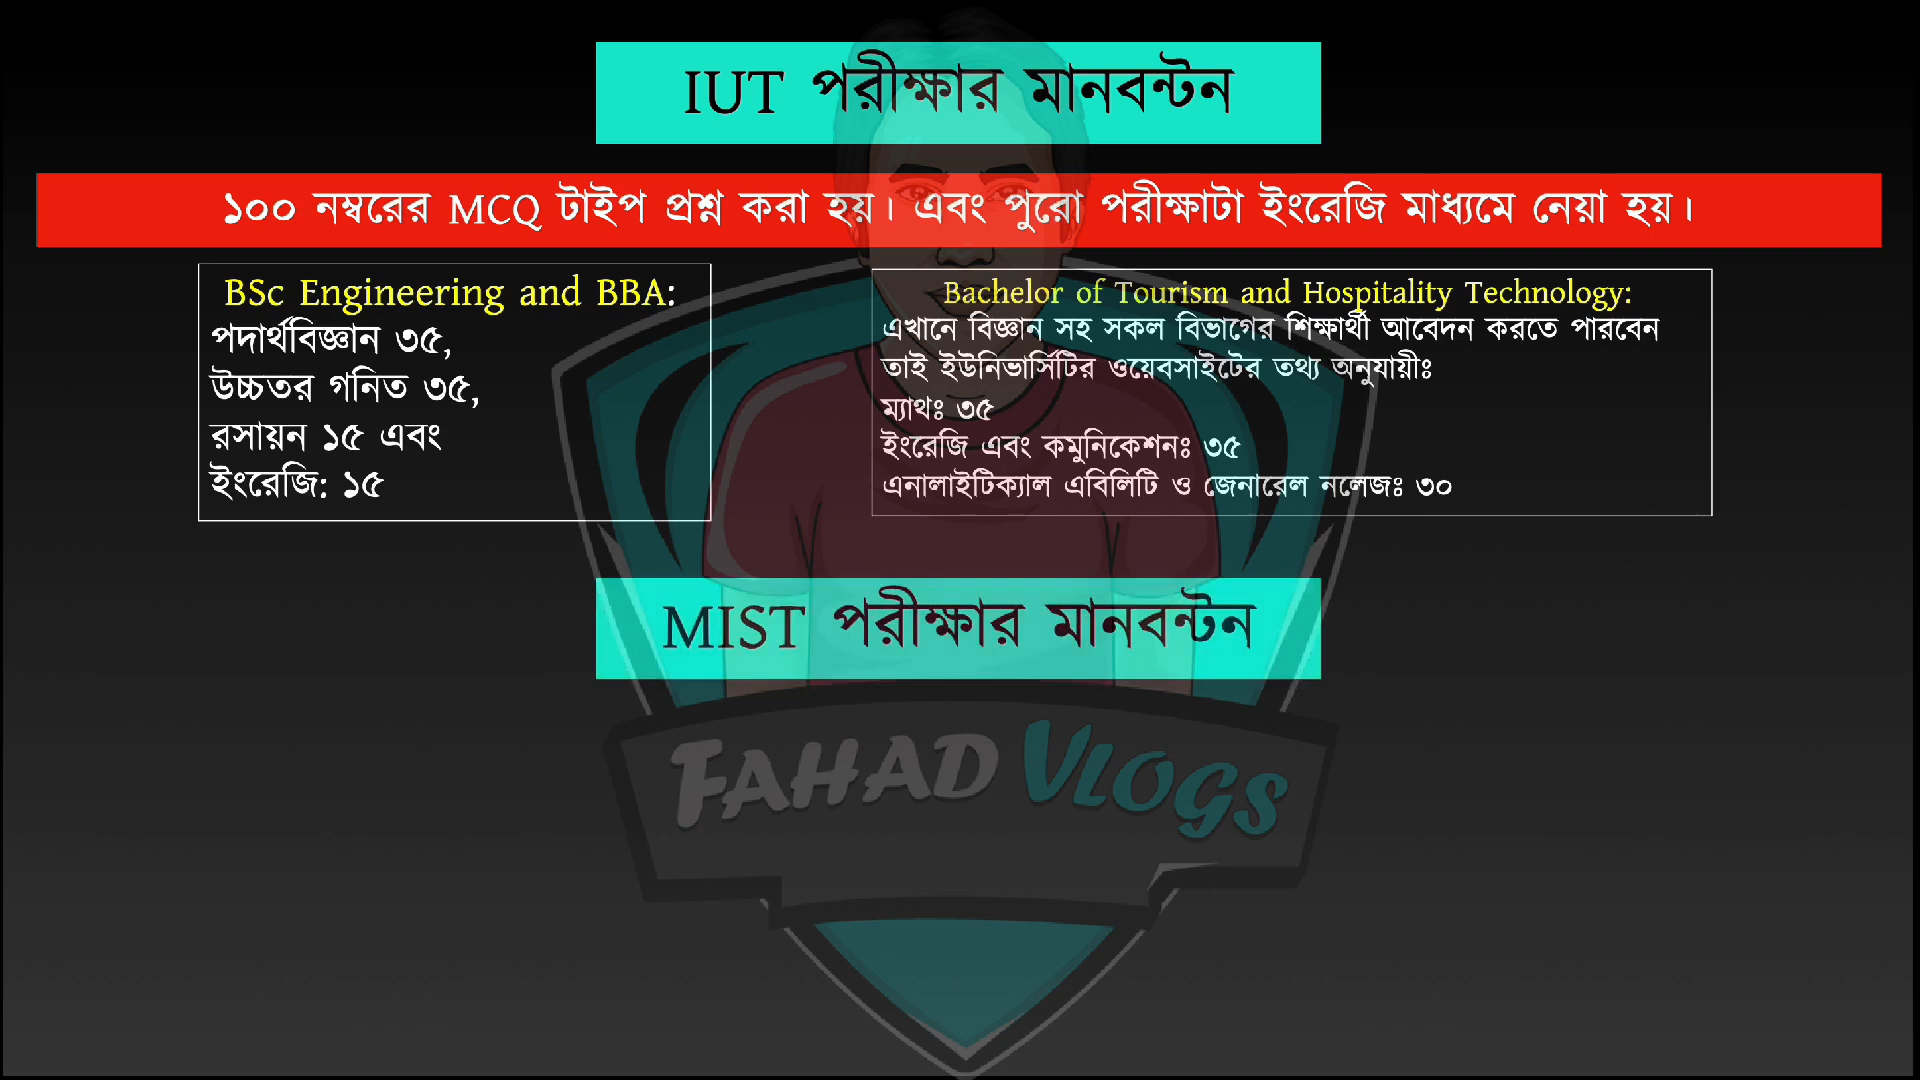 IUT পরীক্ষার মানবন্টন
১০০ নম্বরের MCQ টাইপ প্রশ্ন করা হয়। এবং পুরো পরীক্ষাটা ইংরেজি মাধ্যমে নেয়া হয়।
BSc Engineering and BBA:
পদার্থবিজ্ঞান ৩৫,
উচ্চতর গনিত ৩৫,
রসায়ন ১৫ এবং
ইংরেজি: ১৫
Bachelor of Tourism and Hospitality Technology:
এখানে বিজ্ঞান সহ সকল বিভাগের শিক্ষার্থী আবেদন করতে পারবেন
তাই ইউনিভার্সিটির ওয়েবসাইটের তথ্য অনুযায়ীঃ
ম্যাথঃ ৩৫
ইংরেজি এবং কমুনিকেশনঃ ৩৫
এনালাইটিক্যাল এবিলিটি ও জেনারেল নলেজঃ ৩০
MIST পরীক্ষার মানবন্টন
FAHAD VLOGS